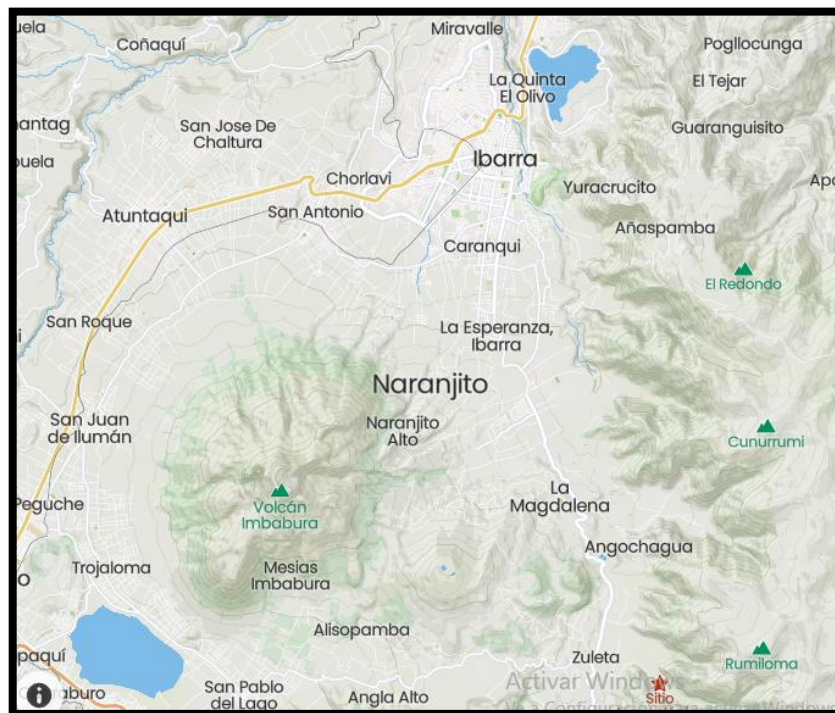 Miravalle
Coñaquí
Pogllocunga
La Quinta
El Olivo
El Tejar
San Jose De
Chaltura
Guaranguisito
Ibarra
Chorlavi
Yuracrucito
Atuntaqui
San Antonio
Añaspamba
Caranqui
El Redondo
San Roque
La Esperanza,
Ibarra
Naranjito
San Juan
de Ilumán
Naranjito
Alto
Cunurrumi
Peguche
Volcán
Imbabura
La
Magdalena
Angochagua
Trojaloma
Mesias
Imbabura
Alisopamba
Zuleta
Rumiloma
San Pablo
del Lago
Angla Alto
Activar Windows
Sitio